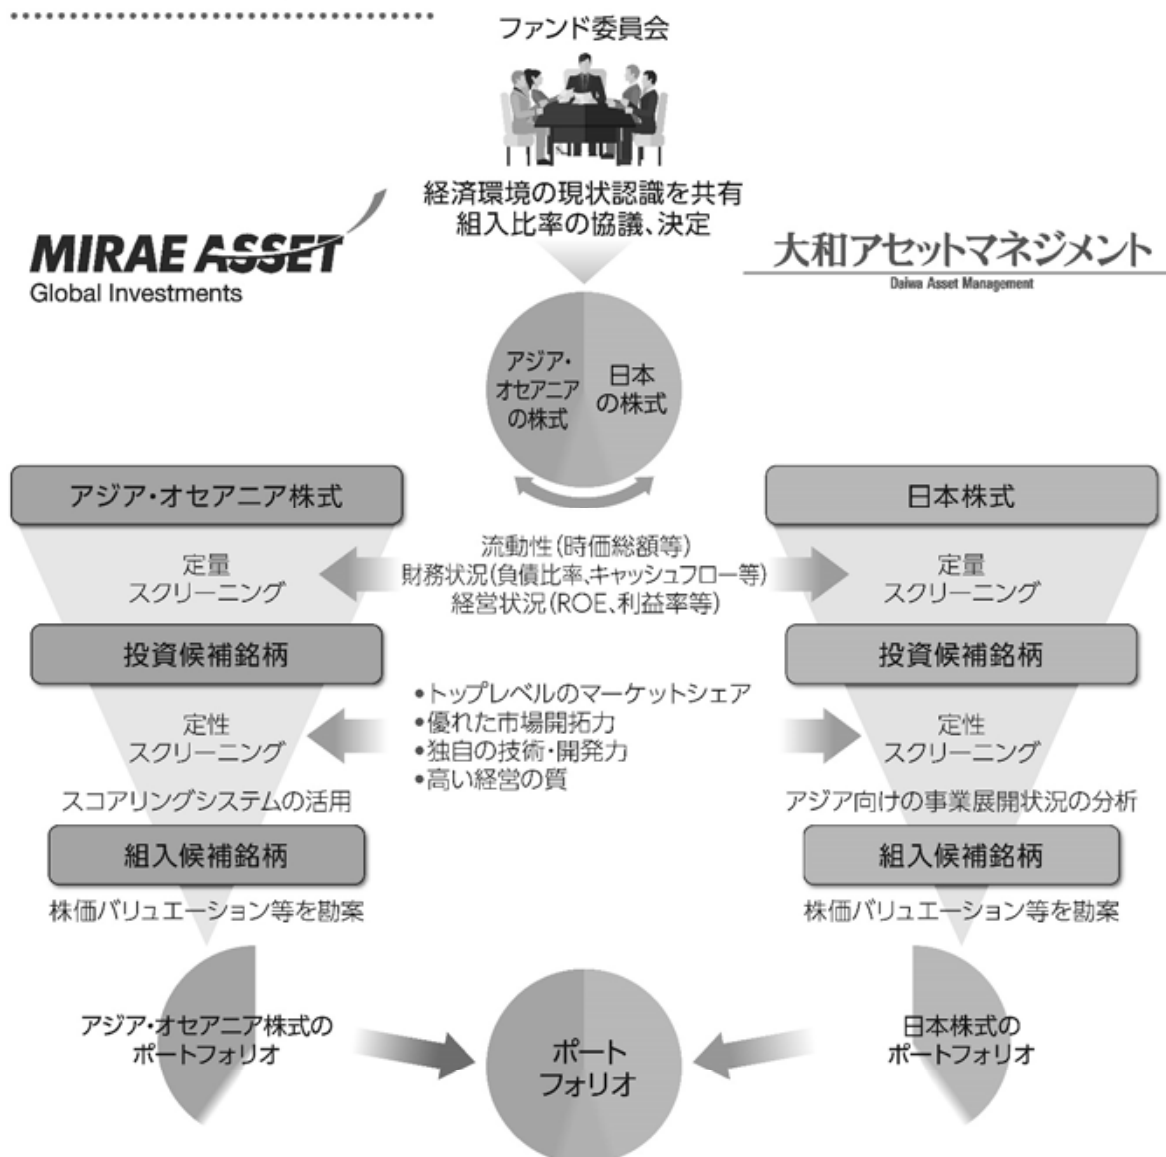 ファンド委員会
経済環境の現状認識を共有
組入比率の協議、決定
MIRAE ASSET
Global Investments
大和アセットマネジメント
Daiwa Asset Management
アジア・
オセアニア
の株式
日本
の株式
アジア・オセアニア株式
日本株式
流動性(時価総額等)
財務状況(負債比率、キャッシュフロー等)
経営状況(ROE、利益率等)
定量
スクリーニング
定量
スクリーニング
投資候補銘柄
投資候補銘柄
•トップレベルのマーケットシェア
•優れた市場開拓力
•独自の技術・開発力
•高い経営の質
定性
スクリーニング
定性
スクリーニング
スコアリングシステムの活用
アジア向けの事業展開状況の分析
組入候補銘柄
組入候補銘柄
株価バリュエーション等を勘案
株価バリュエーション等を勘案
アジア・オセアニア株式の
ポートフォリオ
ポート
フォリオ
日本株式の
ポートフォリオ